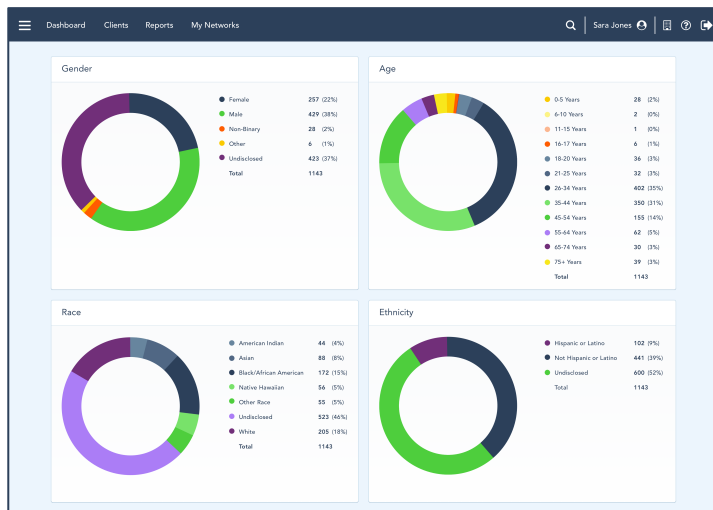 Dashboard Clients Reports My Networks Sara Jones
Gender
Female 257 (22%)
Male 429 (38%)
Non-Binary 28 (2%)
Other 6 (1%)
Undisclosed 423 (37%)
Total 1143
Age
0-5 Years 28 (2%)
6-10 Years 2 (0%)
11-15 Years 1 (0%)
16-17 Years 6 (1%)
18-20 Years 36 (3%)
21-25 Years 32 (3%)
26-34 Years 402 (35%)
35-44 Years 350 (31%)
45-54 Years 155 (14%)
55-64 Years 62 (5%)
65-74 Years 30 (3%)
75+ Years 39 (3%)
Total 1143
Race
American Indian 44 (4%)
Asian 88 (8%)
Black/African American 172 (15%)
Native Hawaiian 56 (5%)
Other Race 55 (5%)
Undisclosed 523 (46%)
White 205 (18%)
Total 1143
Ethnicity
Hispanic or Latino 102 (9%)
Not Hispanic or Latino 441 (39%)
Undisclosed 600 (52%)
Total 1143